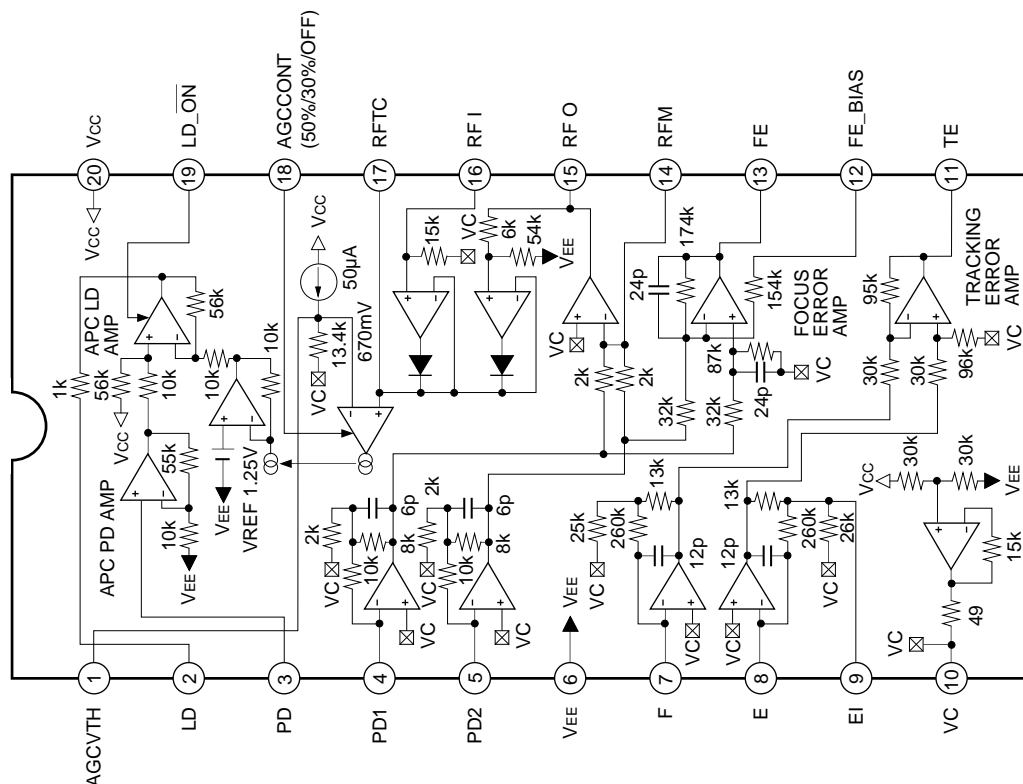 20
19
18
17
16
15
14
13
12
11
VCC
LD_ON
AGCCONT
(50%/30%/OFF)
RFTC
RF I
RF O
RFM
FE
FE_BIAS
TE
VCC
APC LD
AMP
1k
56k
VCC
10k
56k
10k
10k
APC PD AMP
55k
10k
VEE
VEE
VREF 1.25V
VCC
50µA
13.4k
VC
670mV
15k
VC
6k
54k
VEE
VC
2k
2k
24p
174k
FOCUS
ERROR
AMP
154k
87k
24p
VC
32k
32k
95k
TRACKING
ERROR
AMP
30k
30k
96k
VC
2k
VC
10k
8k
6p
VC
2k
VC
10k
8k
6p
VC
VEE
25k
VC
260k
13k
12p
VC
13k
12p
VC
260k
26k
VC
VCC
30k
30k
VEE
15k
49
VC
1
2
3
4
5
6
7
8
9
10
AGCVTH
LD
PD
PD1
PD2
VEE
F
E
EI
VC